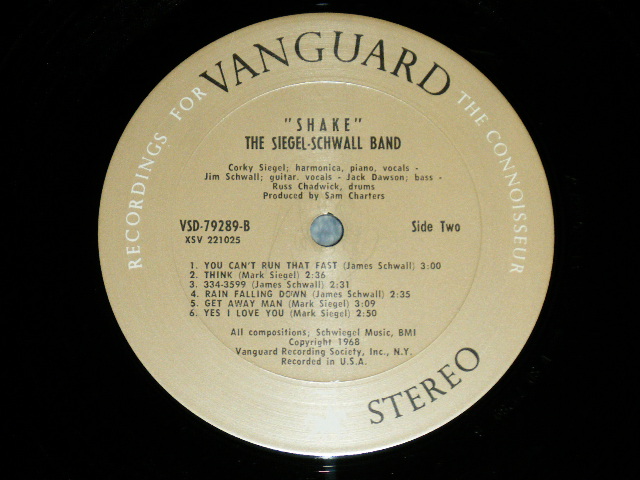 RECORDINGS FOR VANGUARD THE CONNOISSEUR
"SHAKE"
THE SIEGEL-SCHWALL BAND
Corky Siegel; harmonica, piano, vocals -
Jim Schwall; guitar. vocals - Jack Dawson; bass -
Russ Chadwick, drums
Produced by Sam Charters
VSD-79289-B Side Two
XSV 221025
1. YOU CAN'T RUN THAT FAST (James Schwall) 3:00
2. THINK (Mark Siegel) 2:36
3. 334-3599 (James Schwall) 2:31
4. RAIN FALLING DOWN (James Schwall) 2:35
5. GET AWAY MAN (Mark Siegel) 3:09
6. YES I LOVE YOU (Mark Siegel) 2:50
All compositions; Schwiegel Music, BMI
Copyright 1968
Vanguard Recording Society, Inc., N.Y.
Recorded in U.S.A.
STEREO